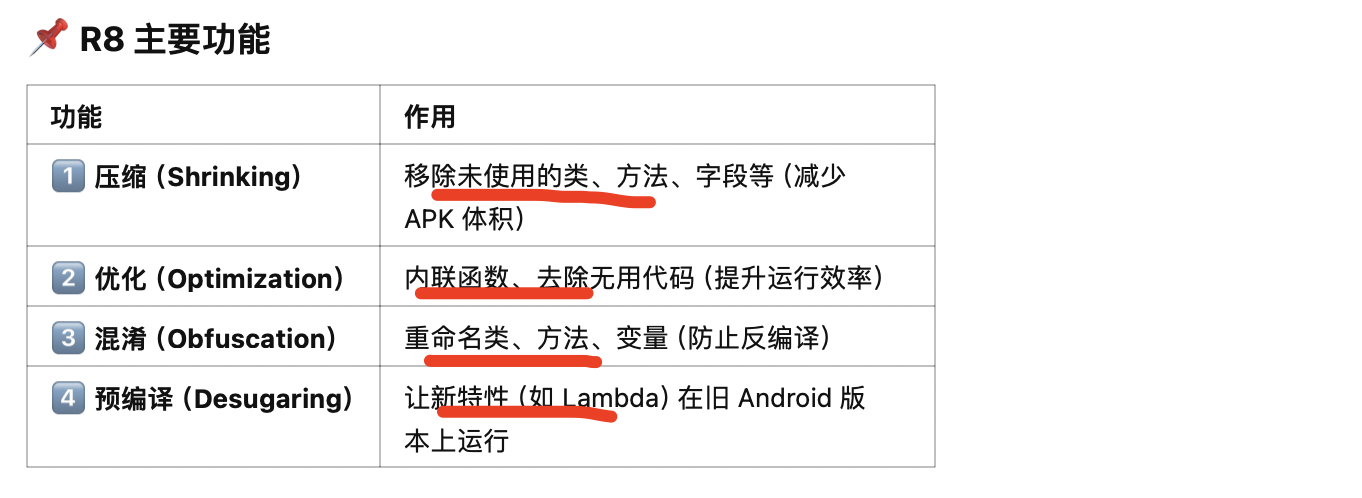 📌 R8 主要功能
功能
作用
1️⃣ 压缩（Shrinking）
移除未使用的类、方法、字段等（减少
APK 体积）
2️⃣ 优化（Optimization）
内联函数、去除无用代码（提升运行效率）
3️⃣ 混淆（Obfuscation）
重命名类、方法、变量（防止反编译）
4️⃣ 预编译（Desugaring）
让新特性（如 Lambda）在旧 Android 版
本上运行